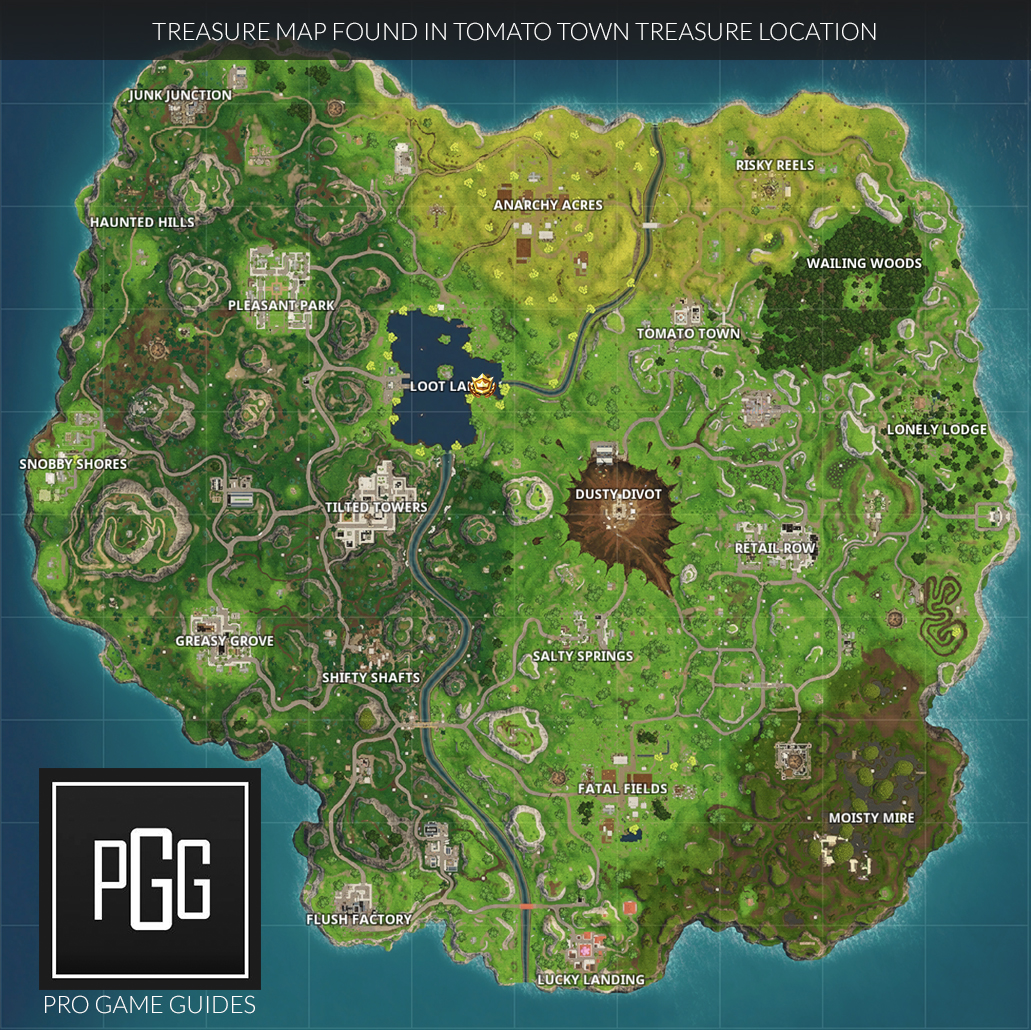 TREASURE MAP FOUND IN TOMATO TOWN TREASURE LOCATION
JUNK JUNCTION
RISKY REELS
ANARCHY ACRES
HAUNTED HILLS
WAILING WOODS
PLEASANT PARK
TOMATO TOWN
LOOT LA
LONELY LODGE
SNOBBY SHORES
DUSTY DIVOT
TILTED TOWERS
RETAIL ROW
GREASY GROVE
SALTY SPRINGS
SHIFTY SHAFTS
FATAL FIELDS
MOISTY MIRE
PGG
FLUSH FACTORY
LUCKY LANDING
PRO GAME GUIDES